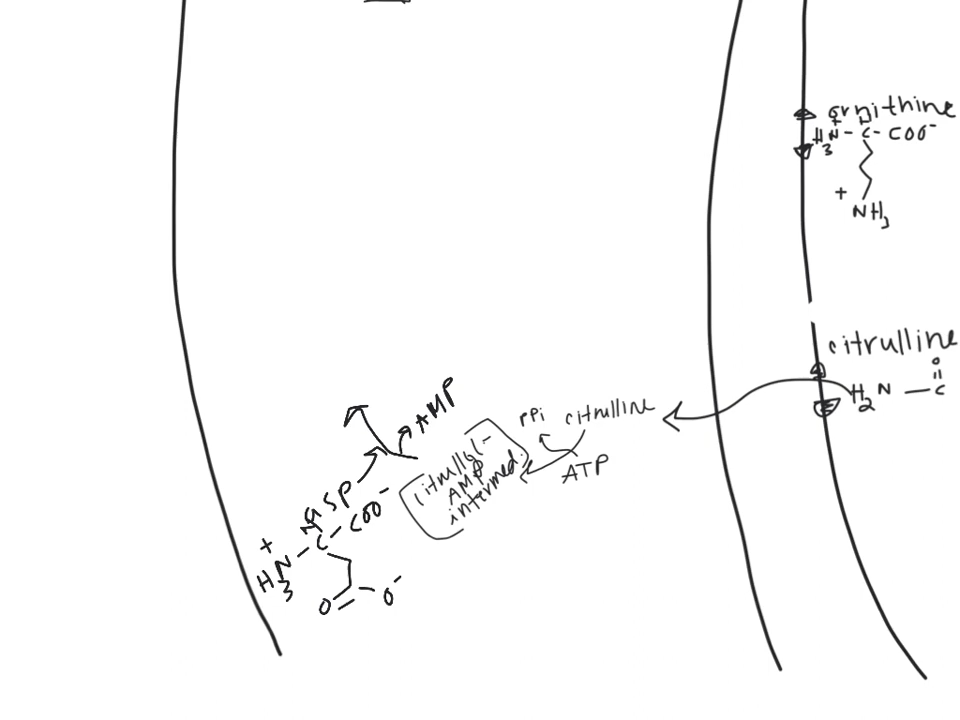 ornithine
H3N+ - C - COO-
+
NH3
citrulline
O
H2N - C
AMP
PPi
citrulline
ATP
citrullyl-
AMP
intermed.
asp
COO-
+
H3N - C
O
O-